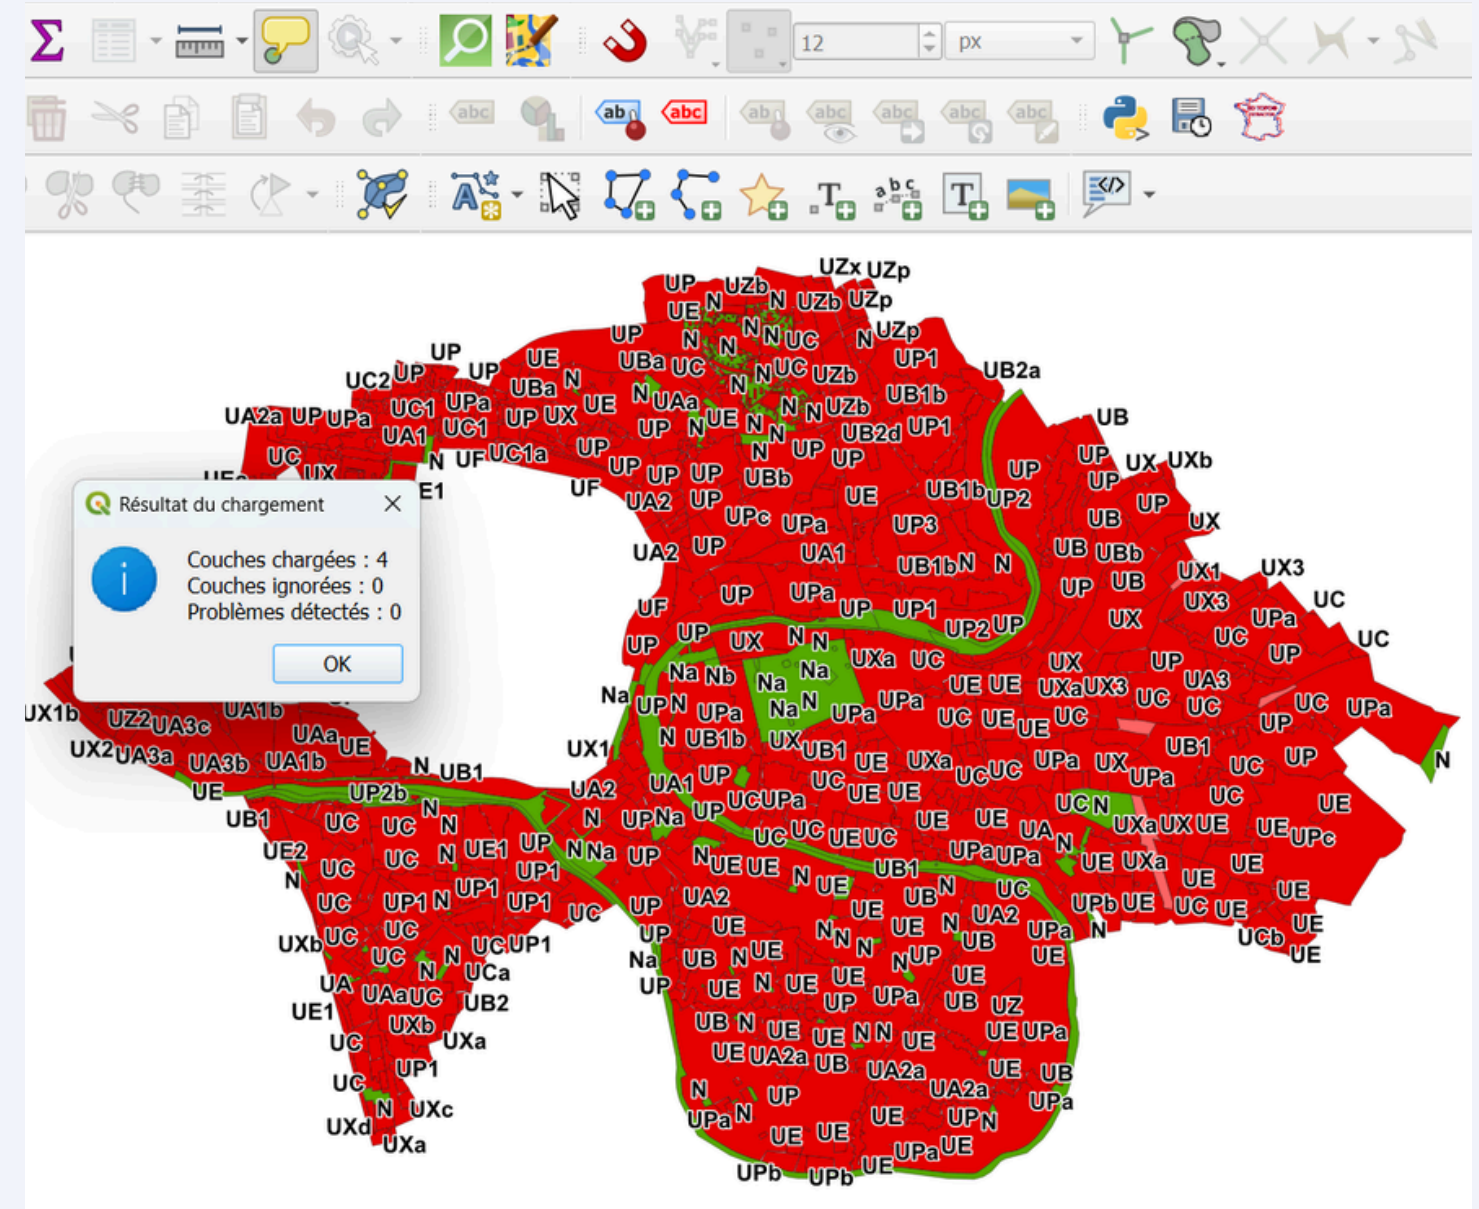 12 px
abc ab abc ab abc abc abc abc
A T a b c T </>
UZx UZp
UP UZb N N UZb UZp
UE
UP N N N N UC N UZp
UP UE UBa UC N N UC UZb UP1 UB2a
UC2 UP UP UBa N
UA2a UP UPa UC1 UPa UP UX UE N UAa UE N N N UZb UB1b UB
UA1 UC1 UP N N UB2d UP1
UC UX N UF UC1a UP N UP UP UP UX UXb
E1 UF UP UP UP UBb UE UB1b UP2 UP UP
UA2 UP UPc UPa UP3 UB UX
UA2 UP UA1 UB1b N N UB UBb
UX1 UX3
UF UP UPa UP UP1 UP UB UX3 UC
UP UP UX N N UP2 UP UX UPa UC
Résultat du chargement
Couches chargées : 4
Couches ignorées : 0
Problèmes détectés : 0
OK
Na Nb Na Na UXa UC UX UP UC UP
Na UP N UPa Na N UPa UPa UE UE UXa UX3 UC UA3 UC UC UPa
UX1b UZ2 UA3c UA1b UC UE UE UC UP
UX2 UA3a UAa UE UX1 N UB1b UX UB1 UE UXa UPa UX UB1 UC UP N
UA3b UA1b N UB1 UA1 UP UC UC UC UPa
UE UP2b N UA2 UC UPa UE UE UC N UC UE
UB1 UC UC N N UP Na UP UC UC UE UC UE UE UA UXa UX UE UE UPc
UE2 UC UC N UE1 UP N Na UP N UE UE UB1 UPa UPa N UE UXa UE
N UP1 UP1 N UE UC UE UE
UC UP1 N UP1 UC UP UA2 UE UB N UA2 UPb UE UC UE UE
UXb UC UC UC UP1 UP UE N N N UE N UB UPa N UCb UE
UC N N UCa Na UB N UE N UP UE UE
UA UAa UC UB2 UP UE N UE UE UP UPa UB UZ
UE1 UXb UB N UE UE N N UE UE UPa
UC UXa UE UA2a UB UA2a UE UB
UC UP1 N UP UA2a UPa
N UXc UPa N UE UP N
UXd UXa UE UE UPa UE
UPb UPb UE